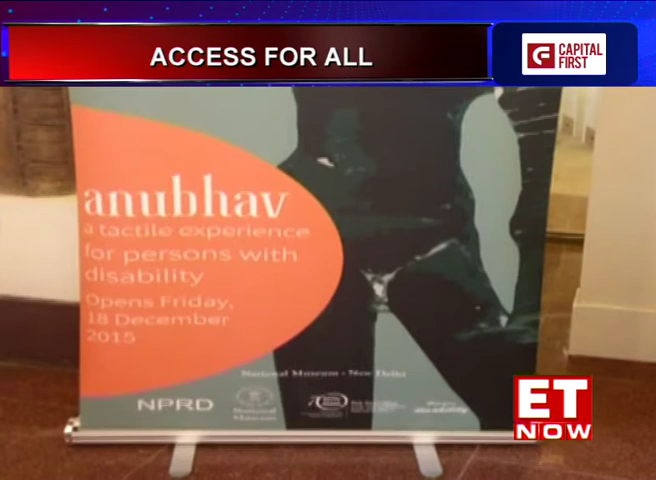 ACCESS FOR ALL
CAPITAL
FIRST
anubhav
a tactile experience
for persons with
disability
Opens Friday,
18 December
2015
National Museum - New Delhi
NPRD
National
Museum
ET
NOW